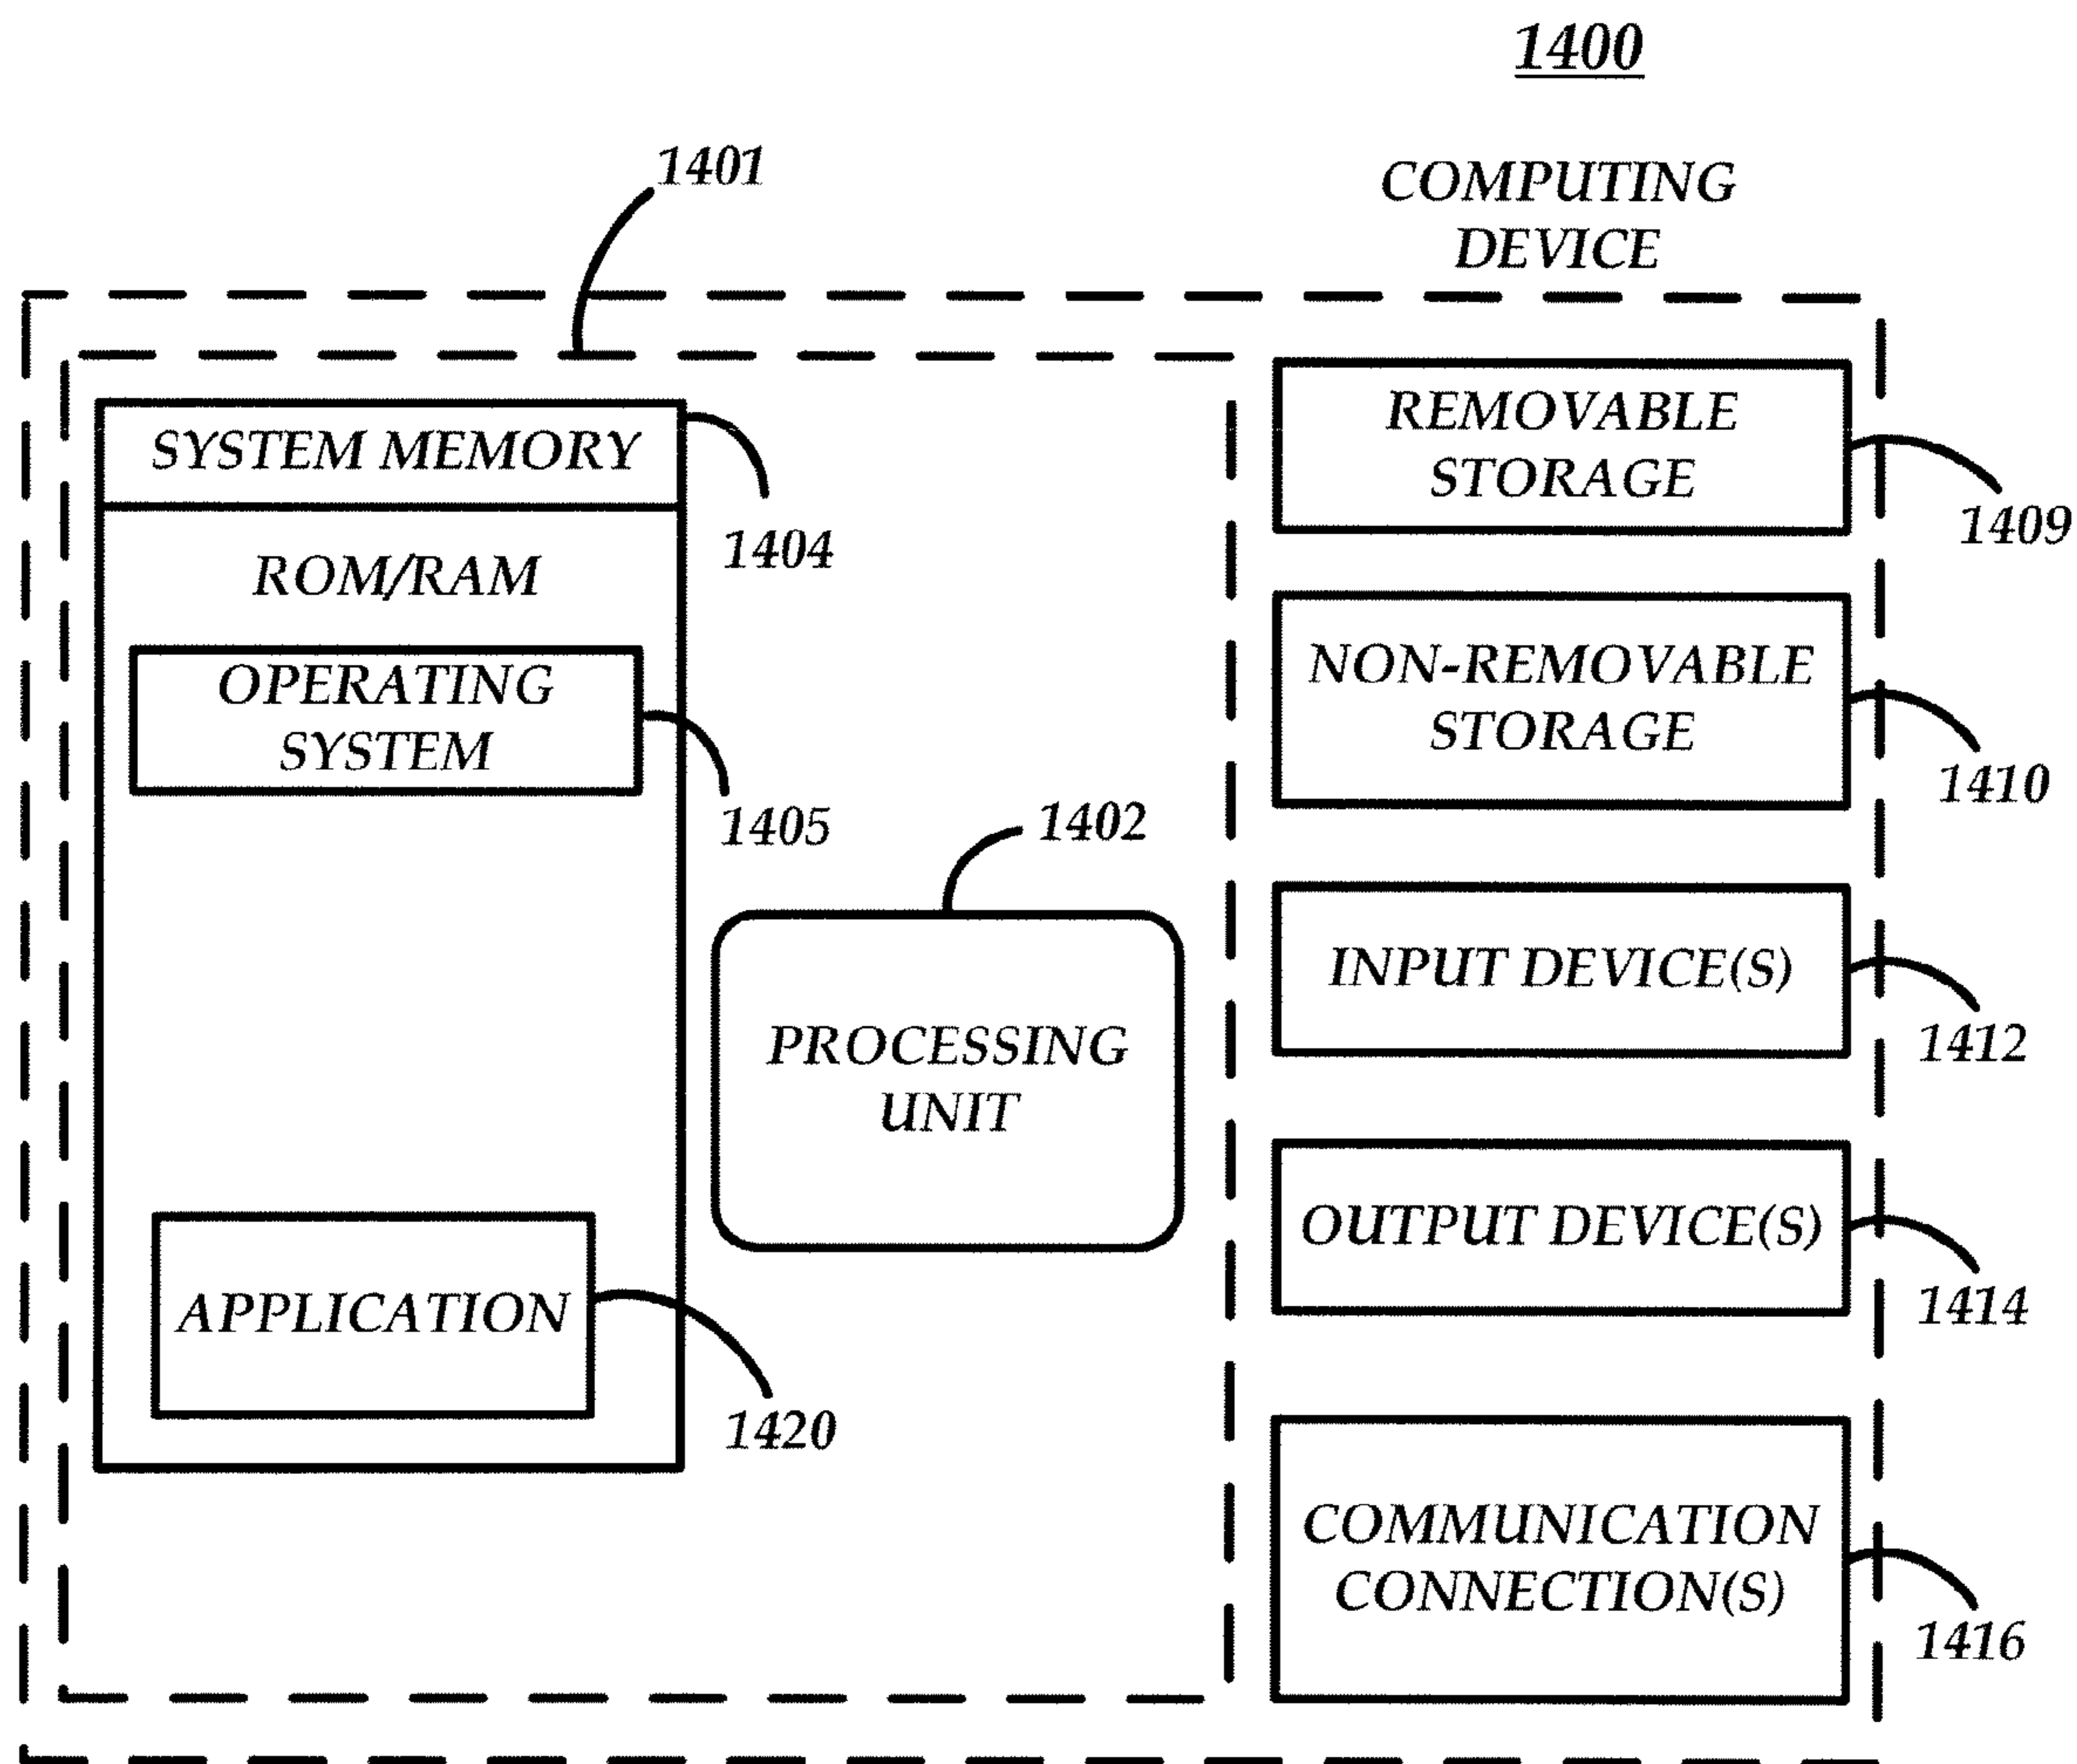 1400
COMPUTING
DEVICE
1401
SYSTEM MEMORY
1404
ROM/RAM
OPERATING
SYSTEM
1405
1402
PROCESSING
UNIT
APPLICATION
1420
REMOVABLE
STORAGE
1409
NON-REMOVABLE
STORAGE
1410
INPUT DEVICE(S)
1412
OUTPUT DEVICE(S)
1414
COMMUNICATION
CONNECTION(S)
1416